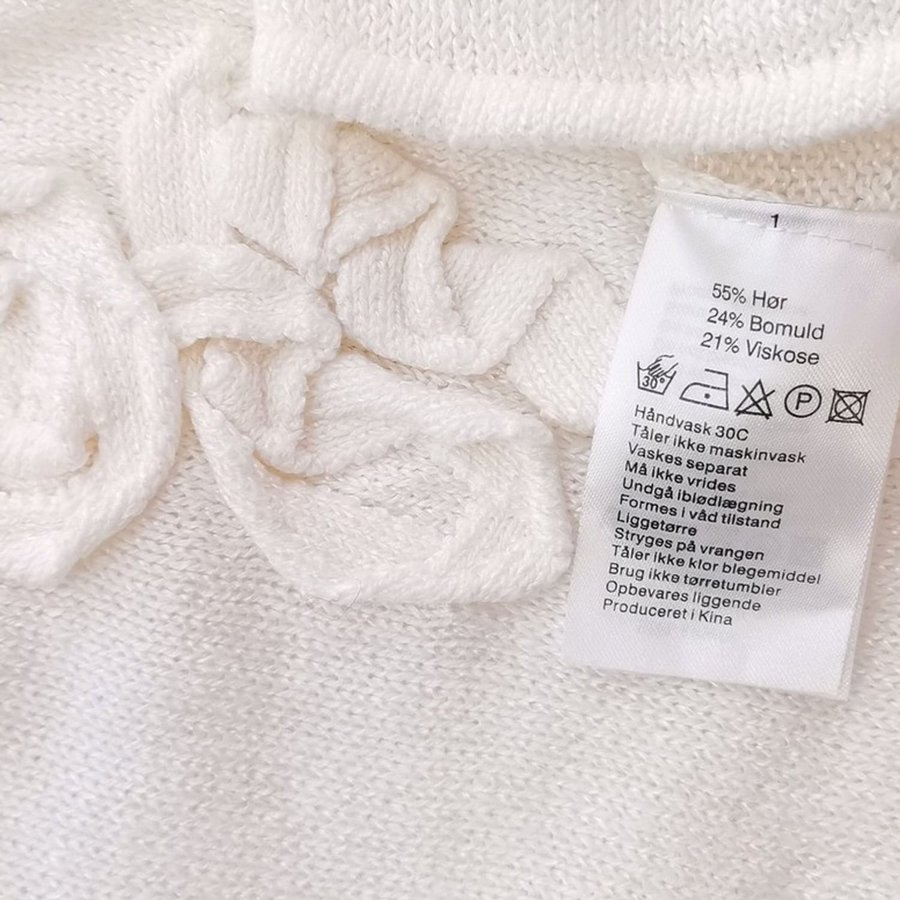 1
55% Hør
24% Bomuld
21% Viskose
30° P
Håndvask 30C
Tåler ikke maskinvask
Vaskes separat
Må ikke vrides
Undgå iblødlægning
Formes i våd tilstand
Liggetørre
Stryges på vrangen
Tåler ikke klor blegemiddel
Brug ikke tørretumbler
Opbevares liggende
Produceret i Kina